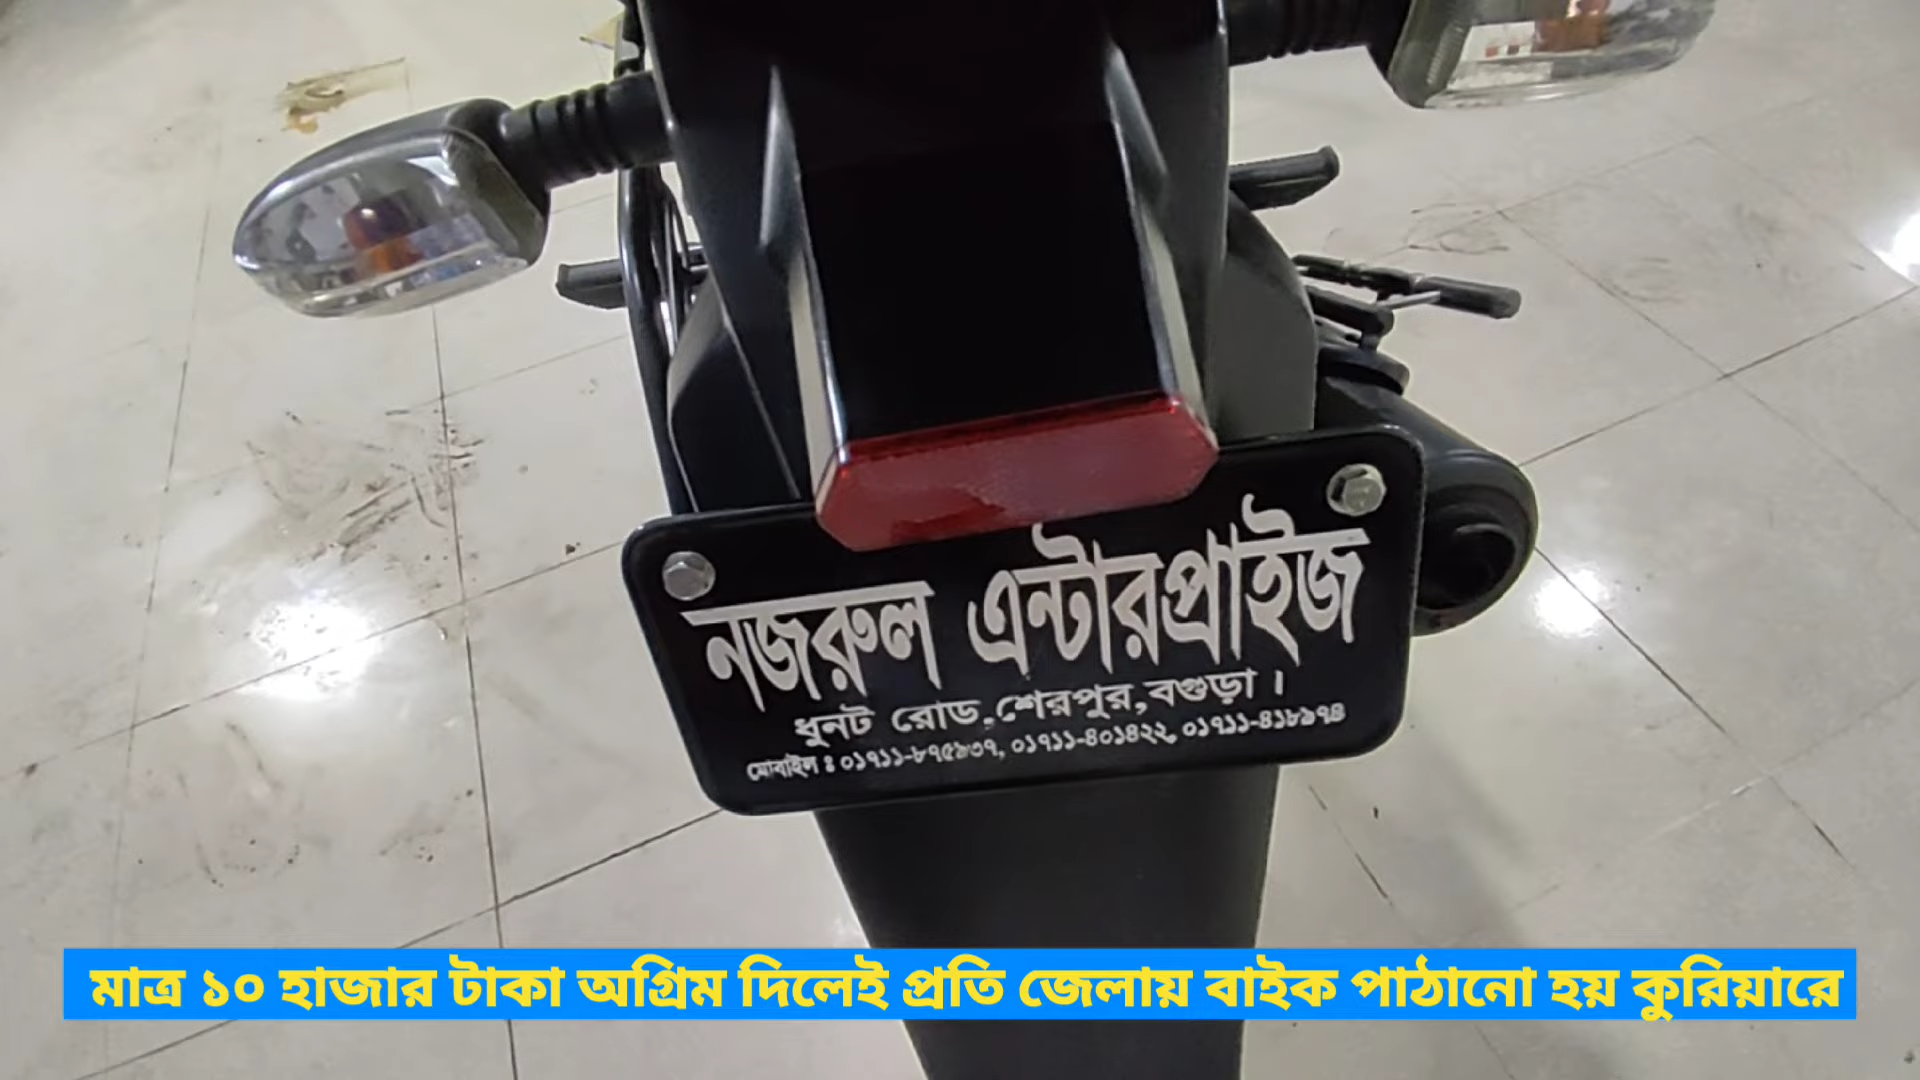 নজরুল এন্টারপ্রাইজ
ধুনট রোড,শেরপুর,বগুড়া ।
মোবাইল : ০১৭১১-৮৭৫৯৩৭, ০১৭১১-৪০১৪২২, ০১৭১১-৪১৮৯৭৪
মাত্র ১০ হাজার টাকা অগ্রিম দিলেই প্রতি জেলায় বাইক পাঠানো হয় কুরিয়ারে